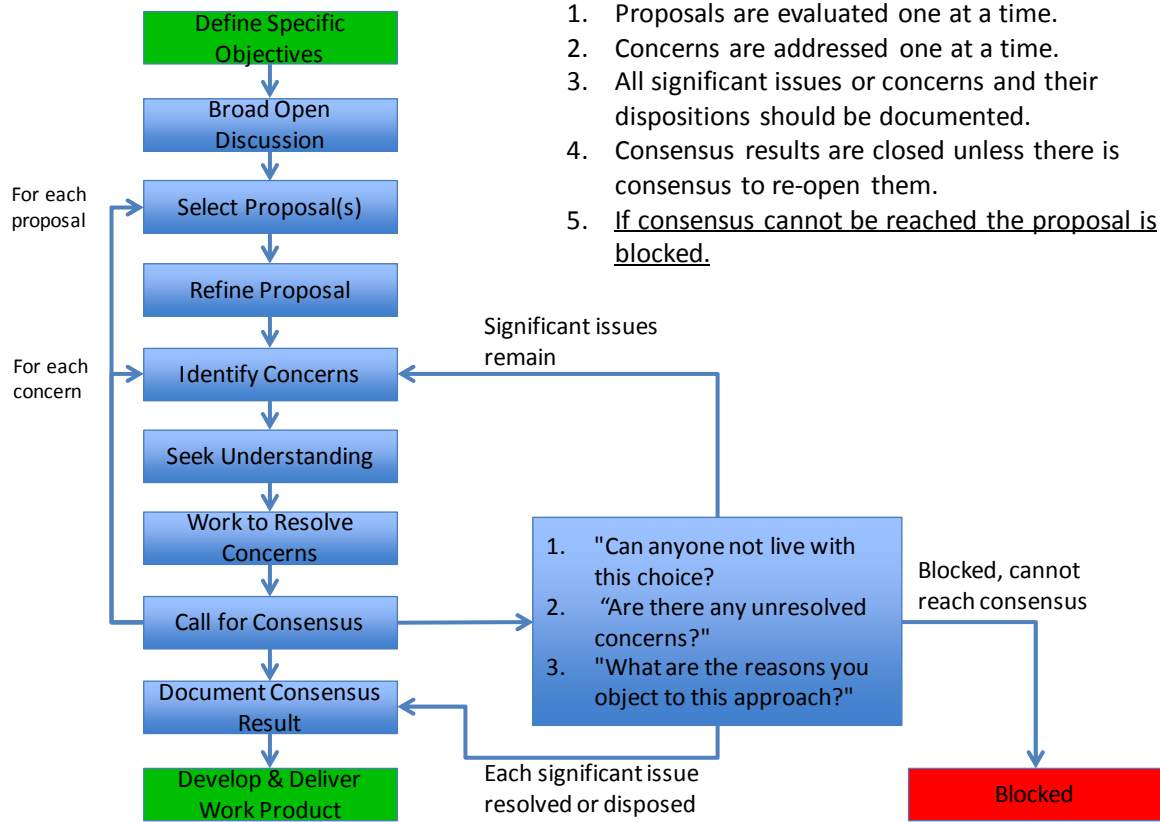 Define Specific
Objectives
Broad Open
Discussion
For each
proposal
Select Proposal(s)
Refine Proposal
For each
concern
Identify Concerns
Seek Understanding
Work to Resolve
Concerns
Call for Consensus
Document Consensus
Result
Develop & Deliver
Work Product
1. Proposals are evaluated one at a time.
2. Concerns are addressed one at a time.
3. All significant issues or concerns and their
dispositions should be documented.
4. Consensus results are closed unless there is
consensus to re-open them.
5. If consensus cannot be reached the proposal is
blocked.
Significant issues
remain
1. "Can anyone not live with
this choice?
2. “Are there any unresolved
concerns?"
3. "What are the reasons you
object to this approach?"
Blocked, cannot
reach consensus
Each significant issue
resolved or disposed
Blocked